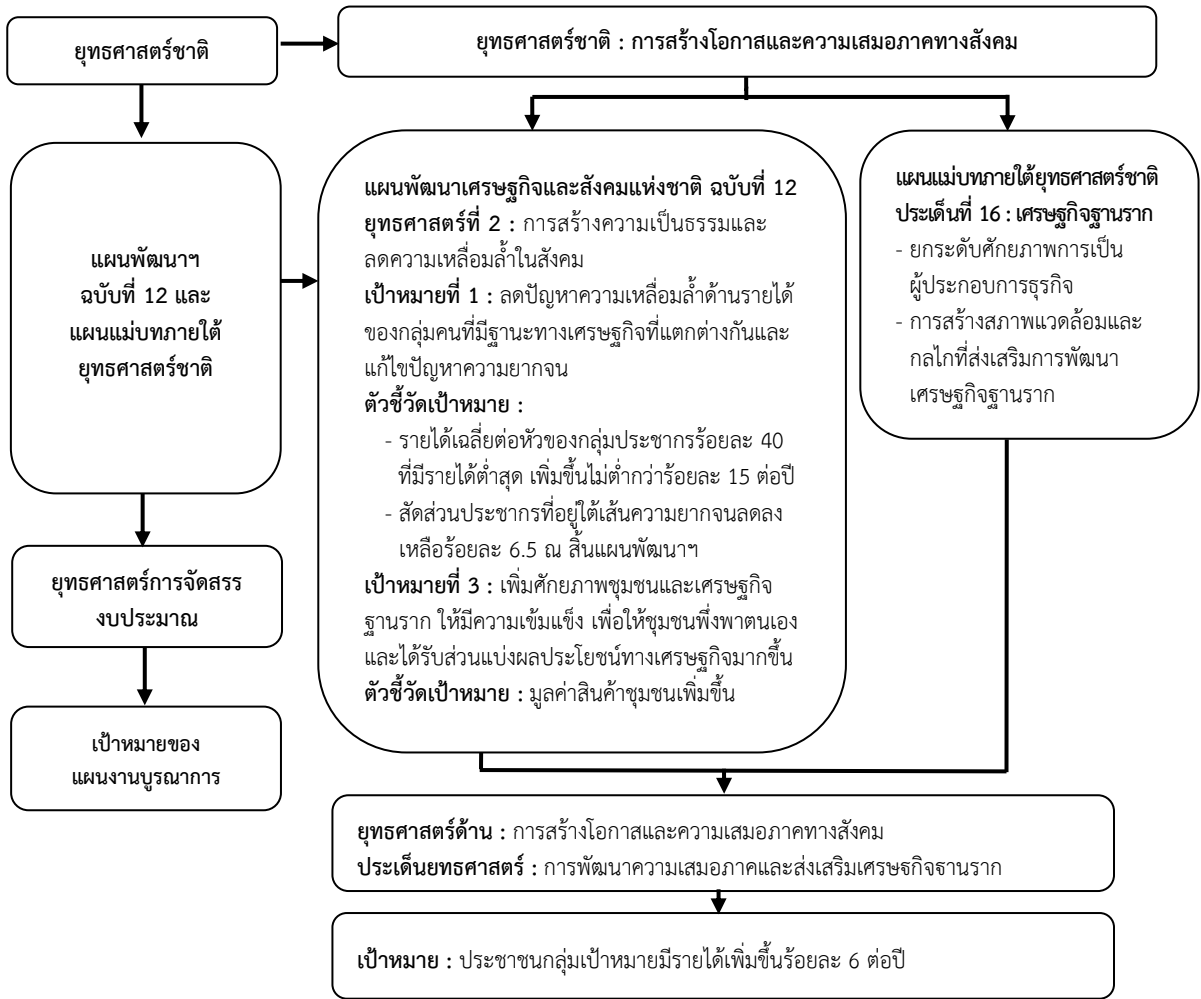 ยุทธศาสตร์ชาติ
ยุทธศาสตร์ชาติ : การสร้างโอกาสและความเสมอภาคทางสังคม
แผนพัฒนาฯ
ฉบับที่ 12 และ
แผนแม่บทภายใต้
ยุทธศาสตร์ชาติ
แผนพัฒนาเศรษฐกิจและสังคมแห่งชาติ ฉบับที่ 12
ยุทธศาสตร์ที่ 2 : การสร้างความเป็นธรรมและ
ลดความเหลื่อมล้ำในสังคม
เป้าหมายที่ 1 : ลดปัญหาความเหลื่อมล้ำด้านรายได้
ของกลุ่มคนที่มีฐานะทางเศรษฐกิจที่แตกต่างกันและ
แก้ไขปัญหาความยากจน
ตัวชี้วัดเป้าหมาย :
- รายได้เฉลี่ยต่อหัวของกลุ่มประชากรร้อยละ 40
ที่มีรายได้ต่ำสุด เพิ่มขึ้นไม่ต่ำกว่าร้อยละ 15 ต่อปี
- สัดส่วนประชากรที่อยู่ใต้เส้นความยากจนลดลง
เหลือร้อยละ 6.5 ณ สิ้นแผนพัฒนาฯ
เป้าหมายที่ 3 : เพิ่มศักยภาพชุมชนและเศรษฐกิจ
ฐานราก ให้มีความเข้มแข็ง เพื่อให้ชุมชนพึ่งพาตนเอง
และได้รับส่วนแบ่งผลประโยชน์ทางเศรษฐกิจมากขึ้น
ตัวชี้วัดเป้าหมาย : มูลค่าสินค้าชุมชนเพิ่มขึ้น
แผนแม่บทภายใต้ยุทธศาสตร์ชาติ
ประเด็นที่ 16 : เศรษฐกิจฐานราก
- ยกระดับศักยภาพการเป็น
ผู้ประกอบการธุรกิจ
- การสร้างสภาพแวดล้อมและ
กลไกที่ส่งเสริมการพัฒนา
เศรษฐกิจฐานราก
ยุทธศาสตร์การจัดสรร
งบประมาณ
เป้าหมายของ
แผนงานบูรณาการ
ยุทธศาสตร์ด้าน : การสร้างโอกาสและความเสมอภาคทางสังคม
ประเด็นยุทธศาสตร์ : การพัฒนาความเสมอภาคและส่งเสริมเศรษฐกิจฐานราก
เป้าหมาย : ประชาชนกลุ่มเป้าหมายมีรายได้เพิ่มขึ้นร้อยละ 6 ต่อปี